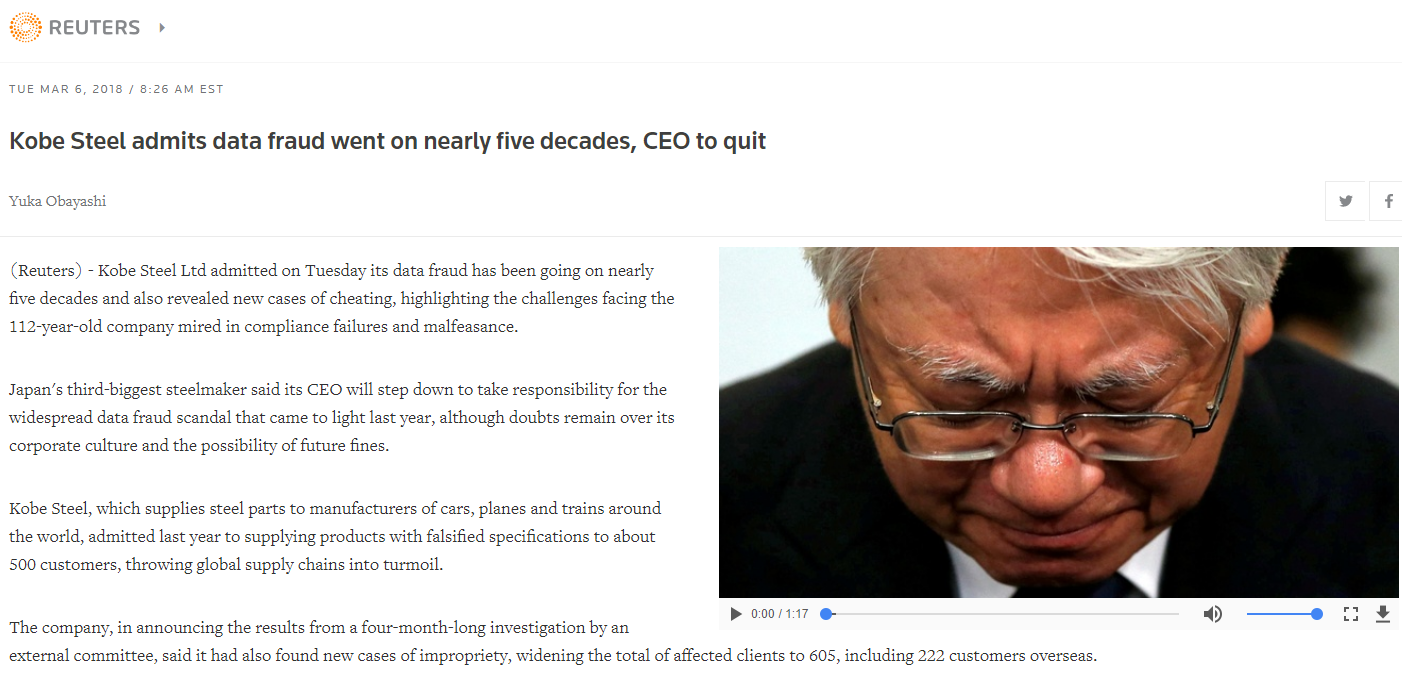 REUTERS
TUE MAR 6, 2018 / 8:26 AM EST
Kobe Steel admits data fraud went on nearly five decades, CEO to quit
Yuka Obayashi
(Reuters) - Kobe Steel Ltd admitted on Tuesday its data fraud has been going on nearly
five decades and also revealed new cases of cheating, highlighting the challenges facing the
112-year-old company mired in compliance failures and malfeasance.
Japan's third-biggest steelmaker said its CEO will step down to take responsibility for the
widespread data fraud scandal that came to light last year, although doubts remain over its
corporate culture and the possibility of future fines.
Kobe Steel, which supplies steel parts to manufacturers of cars, planes and trains around
the world, admitted last year to supplying products with falsified specifications to about
500 customers, throwing global supply chains into turmoil.
The company, in announcing the results from a four-month-long investigation by an
external committee, said it had also found new cases of impropriety, widening the total of affected clients to 605, including 222 customers overseas.
0:00 / 1:17